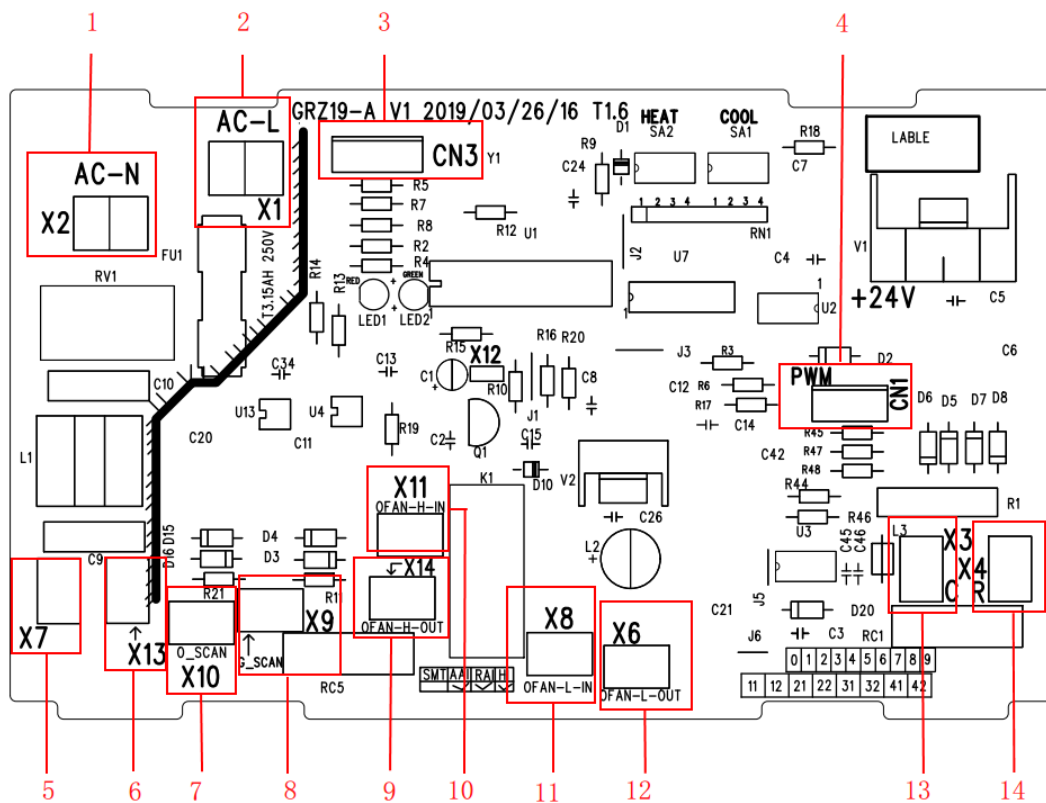 1
2
3
4
AC-N
X2
AC-L
X1
GRZ19-A V1 2019/03/26/16 T1.6
CN3
Y1
HEAT
SA2
COOL
SA1
D1
R9
C24
R18
C7
LABLE
R5
R7
R8
R2
R4
R12
U1
J2
1 2 3 4 1 2 3 4
RN1
U7
C4
V1
+24V
C5
FU1
T3.15AH 250V
RV1
R14
R13
RED
GREEN
LED1
LED2
1
1
1
U2
R15
X12
R16
R20
J3
R3
D2
C6
C34
C13
C1
R10
C8
C12
R6
R17
C14
PWM
CN1
C10
U13
U4
C20
C11
R19
C2
Q1
J1
C15
D6
D5
D7
D8
R45
R47
R48
C42
L1
K1
D10
V2
C26
R44
U3
R46
R1
X11
OFAN-H-IN
C9
D15
D16
D4
D3
L2
L3
C45
C46
X3
X4
C
R
X14
OFAN-H-OUT
R21
X7
X13
O_SCAN
X10
G_SCAN
X9
RC5
SMT AAI RAI H
X8
OFAN-L-IN
X6
OFAN-L-OUT
C21
J5
D20
J6
C3
RC1
0 1 2 3 4 5 6 7 8 9
11 12 21 22 31 32 41 42
5
6
7
8
9
10
11
12
13
14